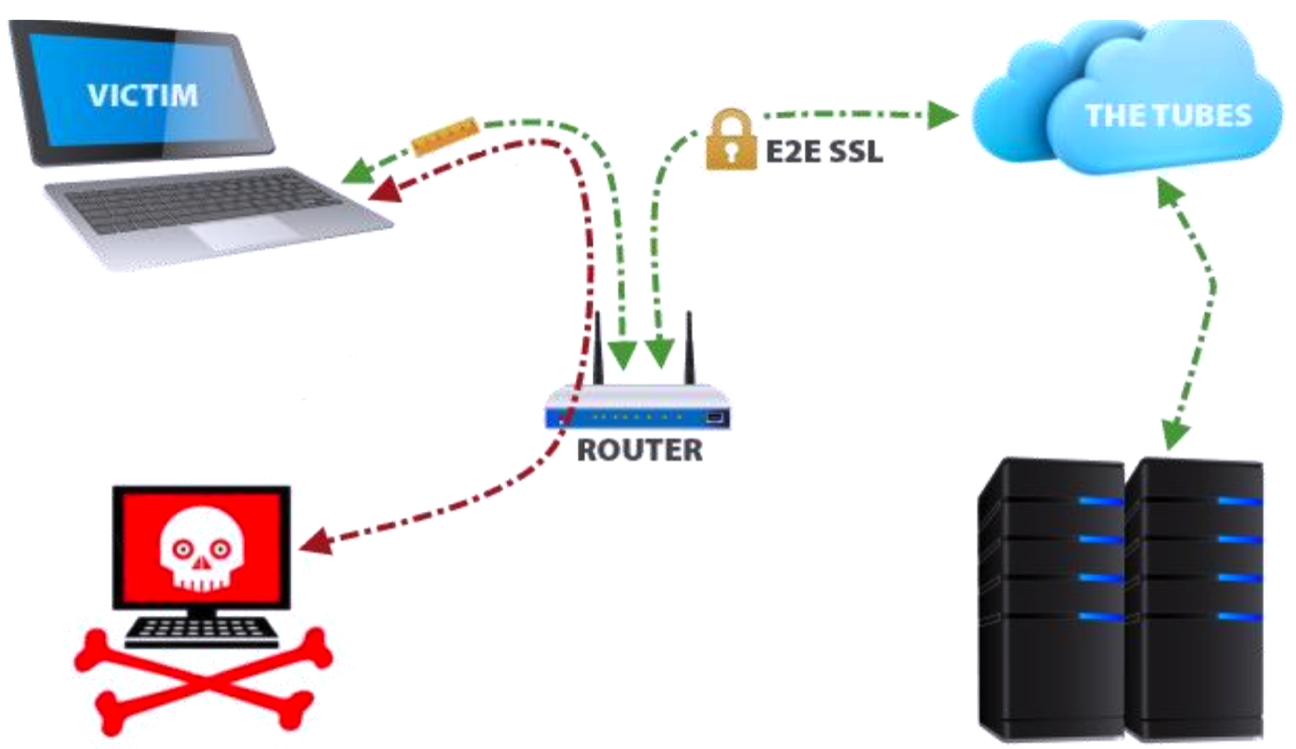 VICTIM
E2E SSL
THE TUBES
ROUTER